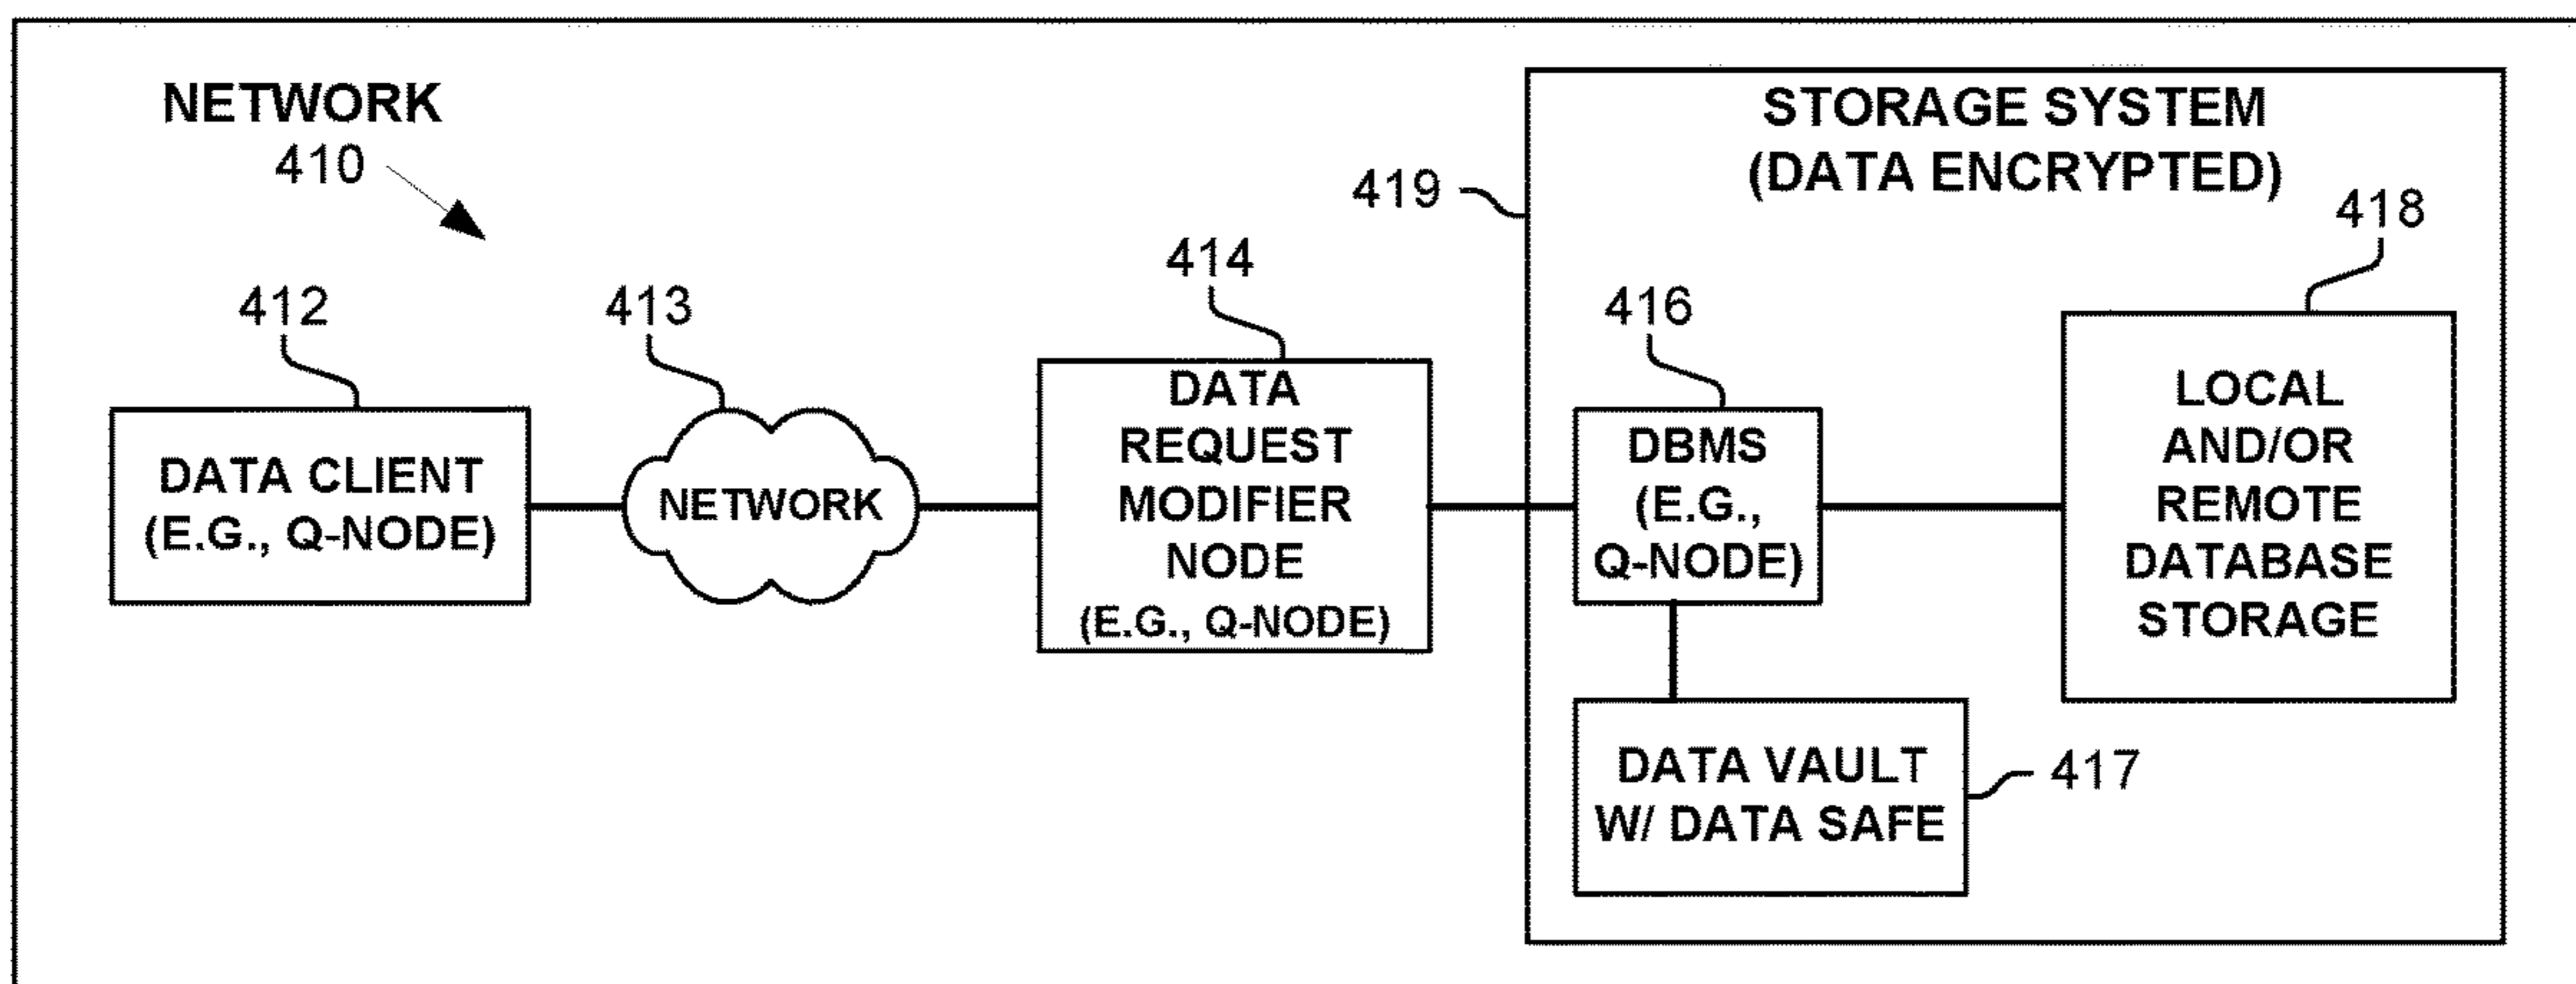 NETWORK
410
STORAGE SYSTEM
(DATA ENCRYPTED)
419
418
414
412
413
416
DATA CLIENT
(E.G., Q-NODE)
NETWORK
DATA
REQUEST
MODIFIER
NODE
(E.G., Q-NODE)
DBMS
(E.G.,
Q-NODE)
LOCAL
AND/OR
REMOTE
DATABASE
STORAGE
DATA VAULT
W/ DATA SAFE
417